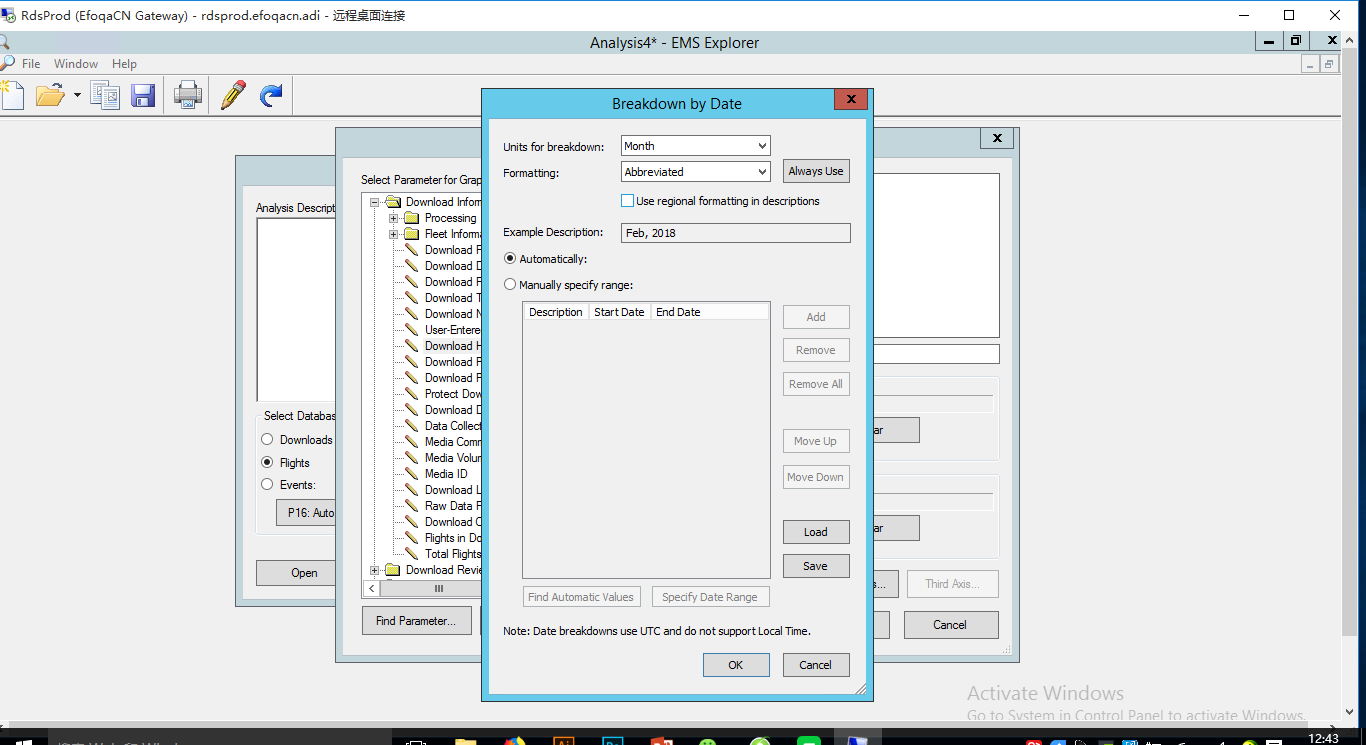 RdsProd (EfoqaCN Gateway) - rdsprod.efoqacn.adi - 远程桌面连接
Analysis4* - EMS Explorer
File Window Help
Breakdown by Date
Units for breakdown: Month
Formatting: Abbreviated Always Use
Use regional formatting in descriptions
Example Description: Feb, 2018
Automatically:
Manually specify range:
Description Start Date End Date
Add
Remove
Remove All
Move Up
Move Down
Load
Save
Find Automatic Values Specify Date Range
Note: Date breakdowns use UTC and do not support Local Time.
OK Cancel
Select Parameter for Grap
Download Inform
Processing
Fleet Informa
Download F
Download D
Download F
Download T
Download N
User-Entere
Download H
Download P
Download P
Protect Dow
Download D
Data Collect
Media Comm
Media Volum
Media ID
Download L
Raw Data F
Download C
Flights in Do
Total Flights
Download Revie
Find Parameter...
Analysis Descript
Select Databas
Downloads
Flights
Events:
P16: Auto
Open
ar
ar
s...
Third Axis...
Cancel
Activate Windows
Go to System in Control Panel to activate Windows.
12:43